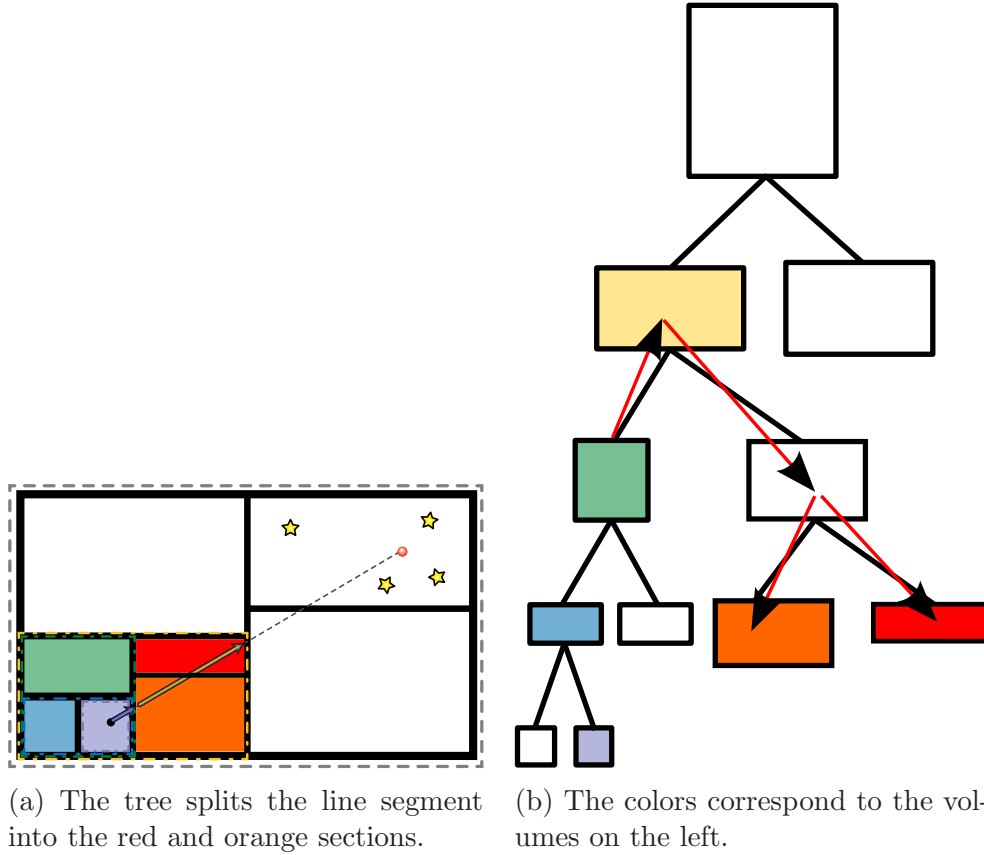 (a) The tree splits the line segment
into the red and orange sections.
(b) The colors correspond to the vol-
umes on the left.